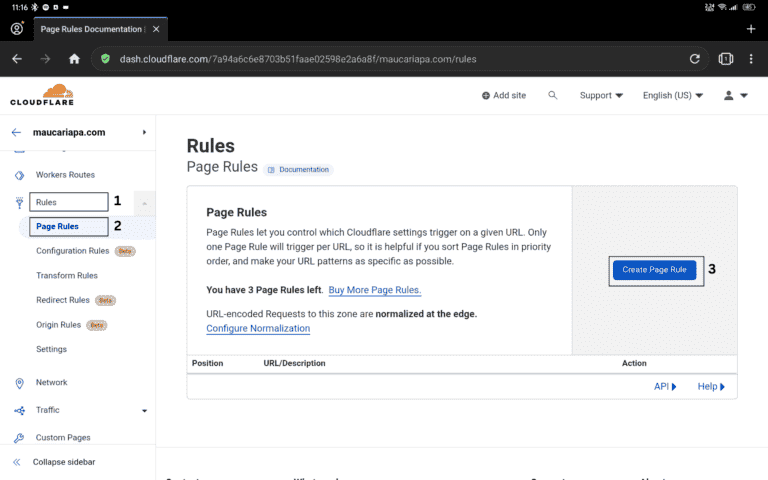 11:16
Page Rules Documentation |
dash.cloudflare.com/7a94a6c6e8703b51faae02598e2a6a8f/maucariapa.com/rules
CLOUDFLARE
Add site
Support
English (US)
maucariapa.com
Workers Routes
Rules 1
Page Rules 2
Configuration Rules Beta
Transform Rules
Redirect Rules Beta
Origin Rules Beta
Settings
Network
Traffic
Custom Pages
Collapse sidebar
Rules
Page Rules Documentation
Page Rules
Page Rules let you control which Cloudflare settings trigger on a given URL. Only
one Page Rule will trigger per URL, so it is helpful if you sort Page Rules in priority
order, and make your URL patterns as specific as possible.
You have 3 Page Rules left. Buy More Page Rules.
URL-encoded Requests to this zone are normalized at the edge.
Configure Normalization
Create Page Rule 3
Position URL/Description Action
API Help